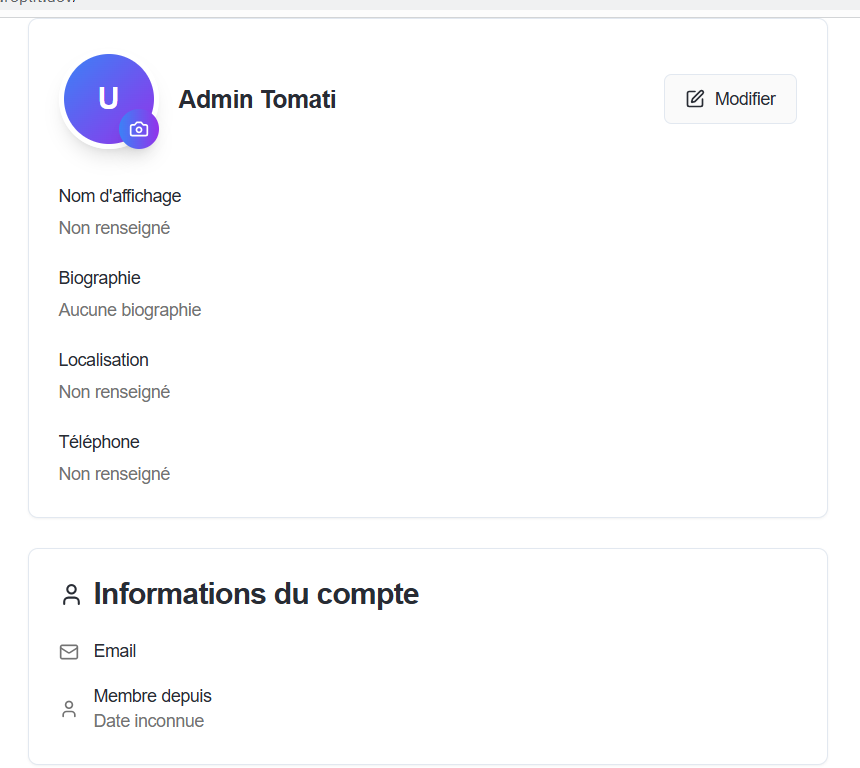 U
Admin Tomati
Modifier
Nom d'affichage
Non renseigné
Biographie
Aucune biographie
Localisation
Non renseigné
Téléphone
Non renseigné
Informations du compte
Email
Membre depuis
Date inconnue